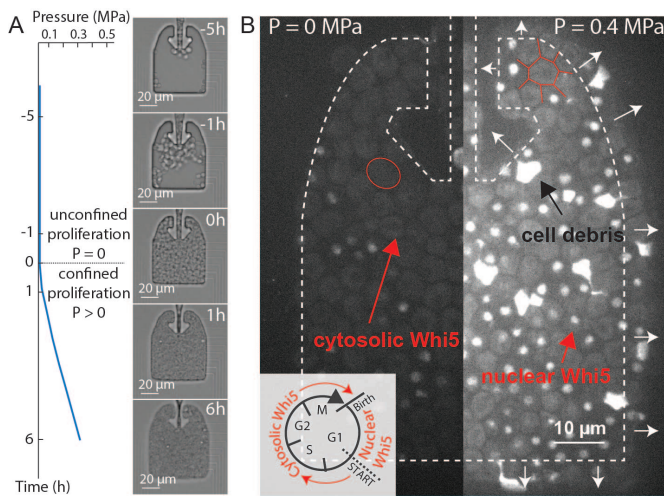 A
Pressure (MPa)
0 0.1 0.3 0.5
-5
-1
0
1
6
unconfined
proliferation
P = 0
confined
proliferation
P > 0
Time (h)
-5h
20 µm
-1h
20 µm
0h
20 µm
1h
20 µm
6h
20 µm
B
P = 0 MPa
P = 0.4 MPa
cell debris
cytosolic Whi5
nuclear Whi5
10 µm
Cytosolic Whi5
Nuclear
Whi5
M
Birth
G2
G1
S
START